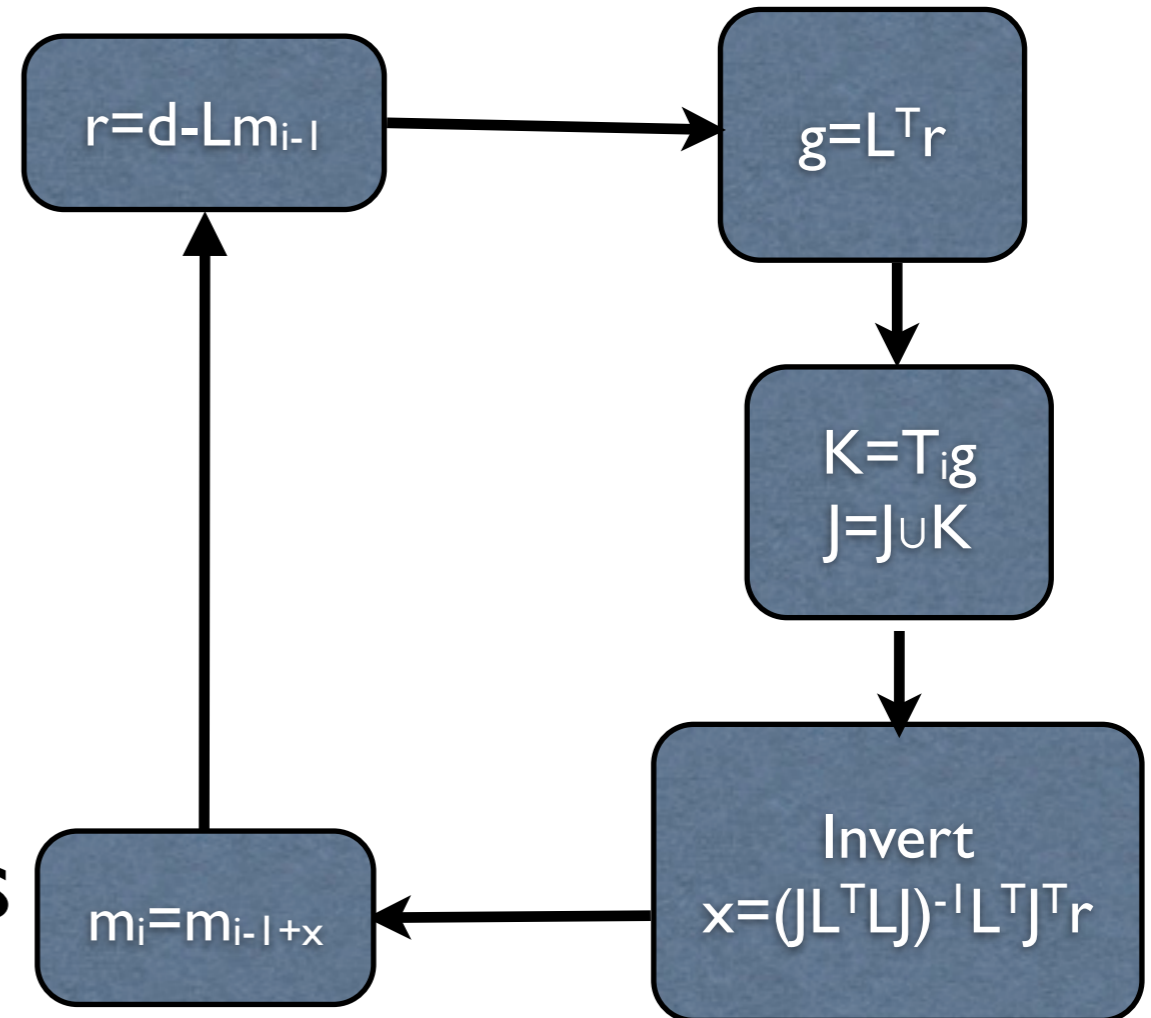 r=d-Lmᵢ₋₁
g=Lᵀr
K=Tᵢg
J=J∪K
Invert
x=(JLᵀLJ)⁻¹LᵀJᵀr
mᵢ=mᵢ₋₁₊ₓ
s